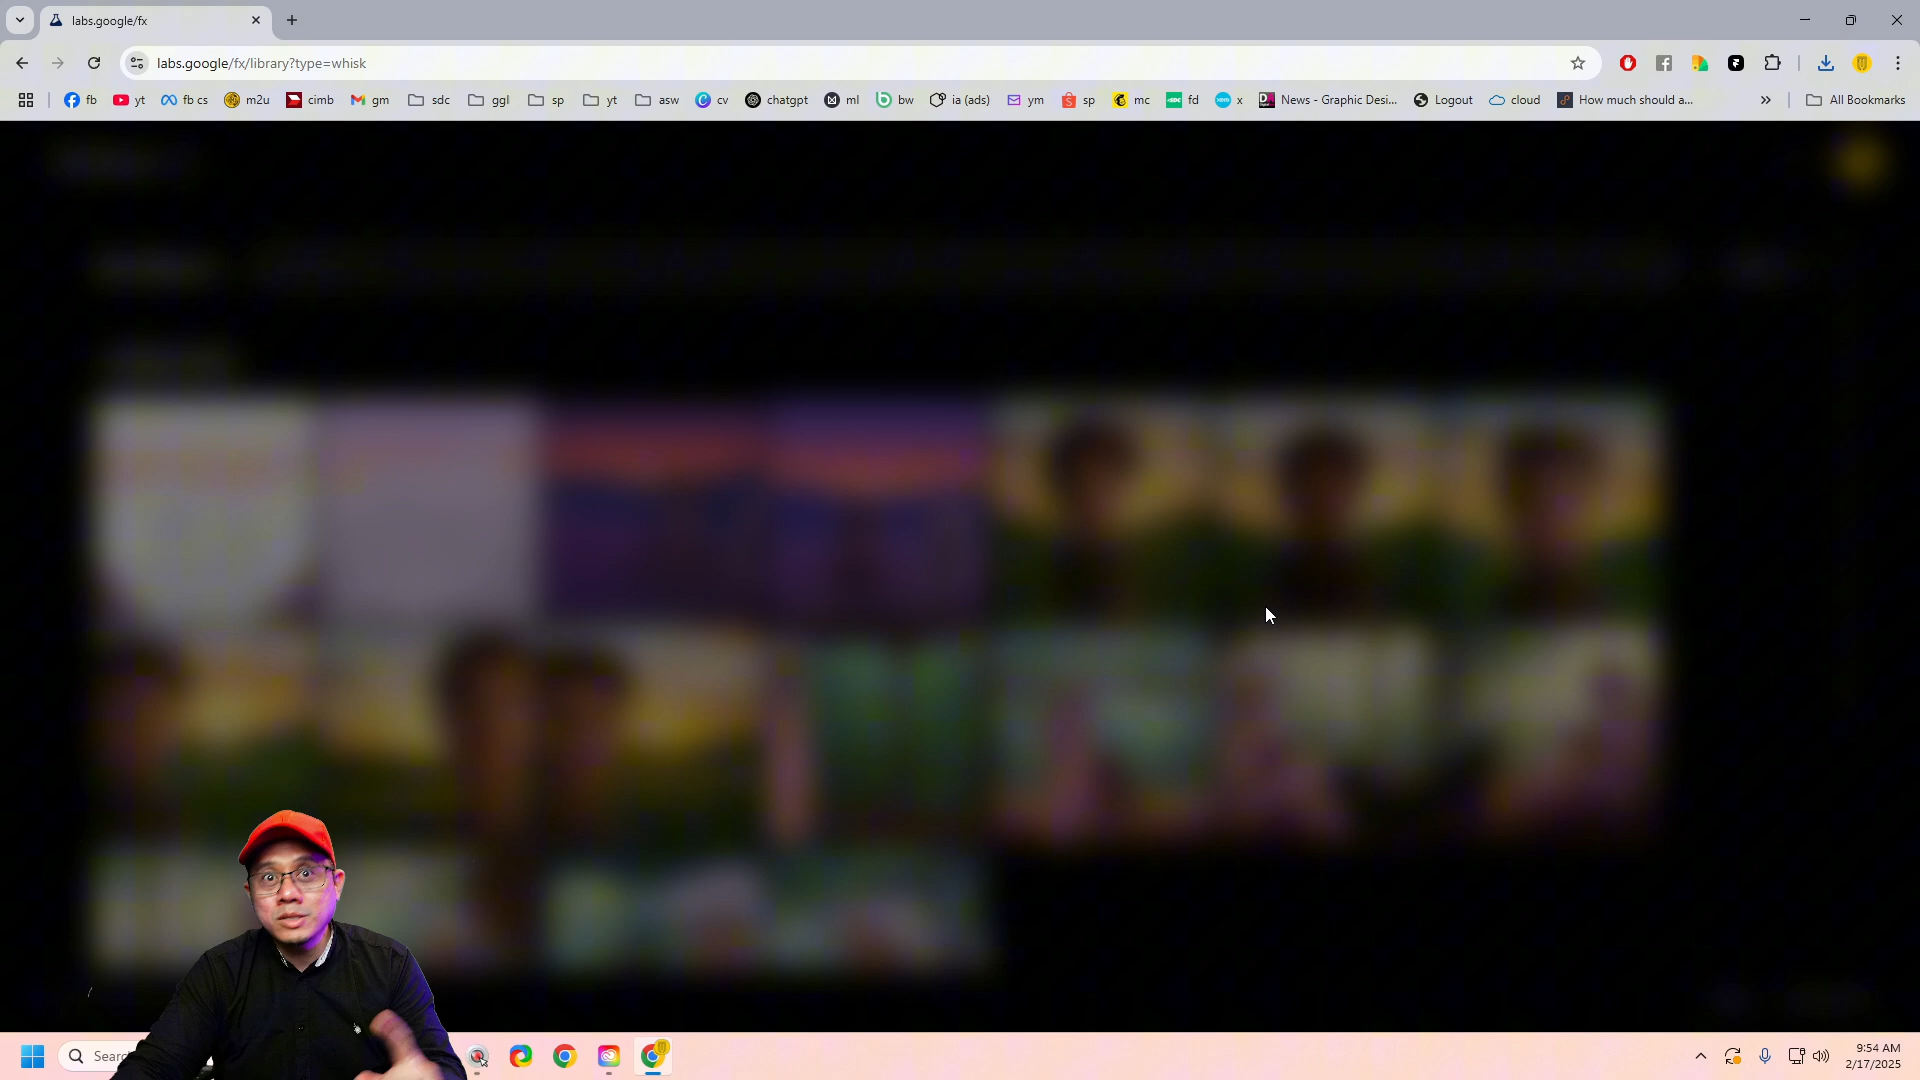 labs.google/fx
labs.google/fx/library?type=whisk
fb yt fb cs m2u cimb gm sdc ggl sp yt asw cv chatgpt ml bw ia (ads) ym sp mc fd x News - Graphic Desi... Logout cloud How much should a... All Bookmarks
Searc
9:54 AM
2/17/2025